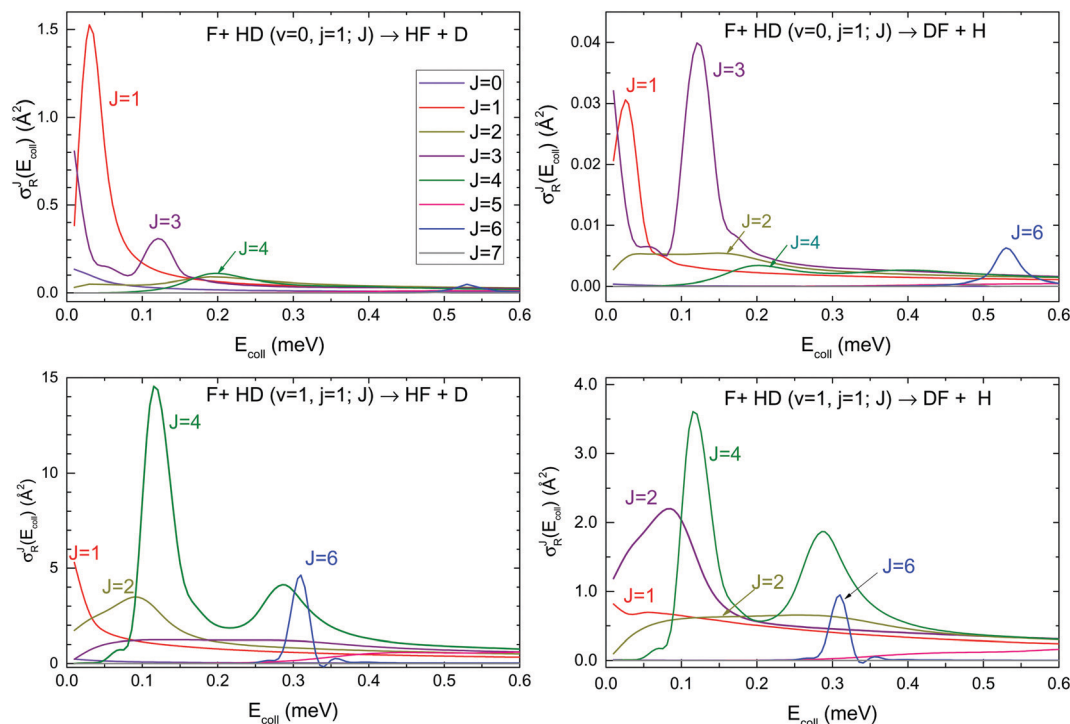 F+ HD (v=0, j=1; J) → HF + D
1.5
1.0
0.5
0.0
σ_R^J(E_coll) (Å²)
J=1
J=3
J=4
J=0
J=1
J=2
J=3
J=4
J=5
J=6
J=7
0.0 0.1 0.2 0.3 0.4 0.5 0.6
E_coll (meV)
F+ HD (v=0, j=1; J) → DF + H
0.04
0.03
0.02
0.01
0.00
σ_R^J(E_coll) (Å²)
J=1
J=3
J=2
J=4
J=6
0.0 0.1 0.2 0.3 0.4 0.5 0.6
E_coll (meV)
F+ HD (v=1, j=1; J) → HF + D
15
10
5
0
σ_R^J(E_coll) (Å²)
J=4
J=1
J=2
J=6
0.0 0.1 0.2 0.3 0.4 0.5 0.6
E_coll (meV)
F+ HD (v=1, j=1; J) → DF + H
4.0
3.0
2.0
1.0
0.0
σ_R^J(E_coll) (Å²)
J=4
J=2
J=1
J=2
J=6
0.0 0.1 0.2 0.3 0.4 0.5 0.6
E_coll (meV)